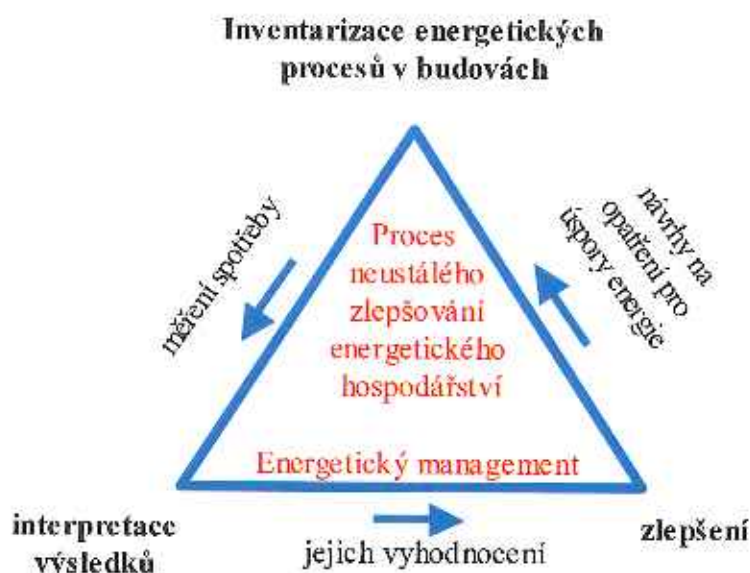 Inventarizace energetických
procesů v budovách
měření spotřeby
návrhy na
opatření pro
úspory energie
Proces
neustálého
zlepšování
energetického
hospodářství
Energetický management
interpretace
výsledků
jejich vyhodnocení
zlepšení